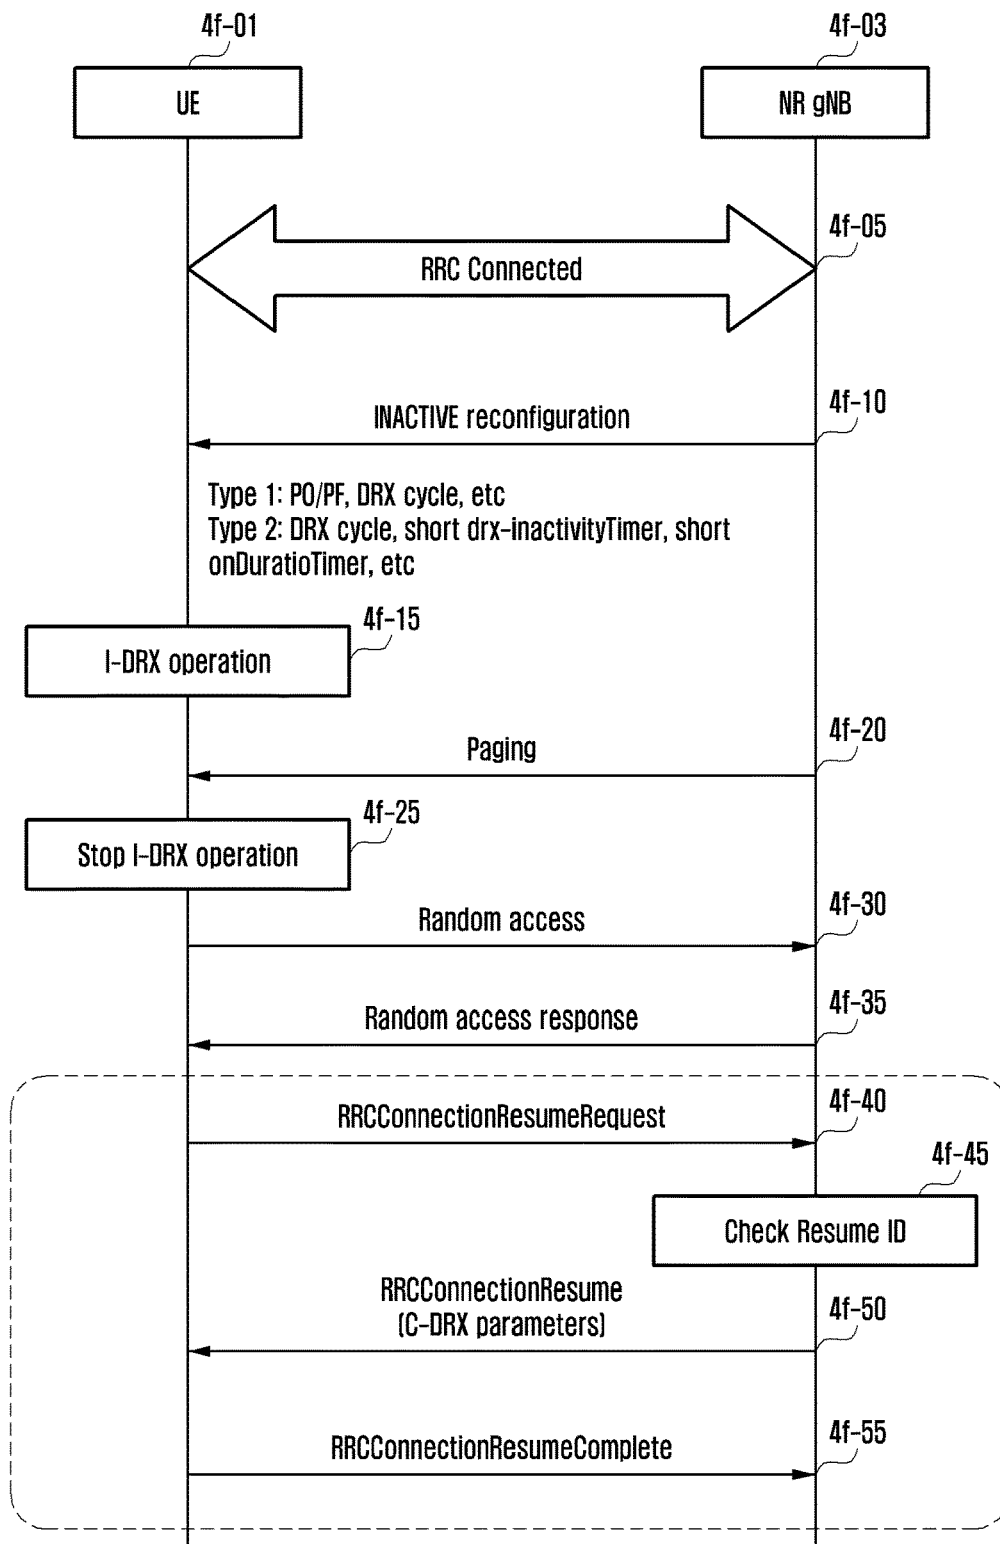 4f-01
4f-03
UE
NR gNB
4f-05
RRC Connected
4f-10
INACTIVE reconfiguration
Type 1: PO/PF, DRX cycle, etc
Type 2: DRX cycle, short drx-inactivityTimer, short
onDuratioTimer, etc
4f-15
I-DRX operation
4f-20
Paging
4f-25
Stop I-DRX operation
4f-30
Random access
4f-35
Random access response
4f-40
RRCConnectionResumeRequest
4f-45
Check Resume ID
RRCConnectionResume
(C-DRX parameters)
4f-50
4f-55
RRCConnectionResumeComplete